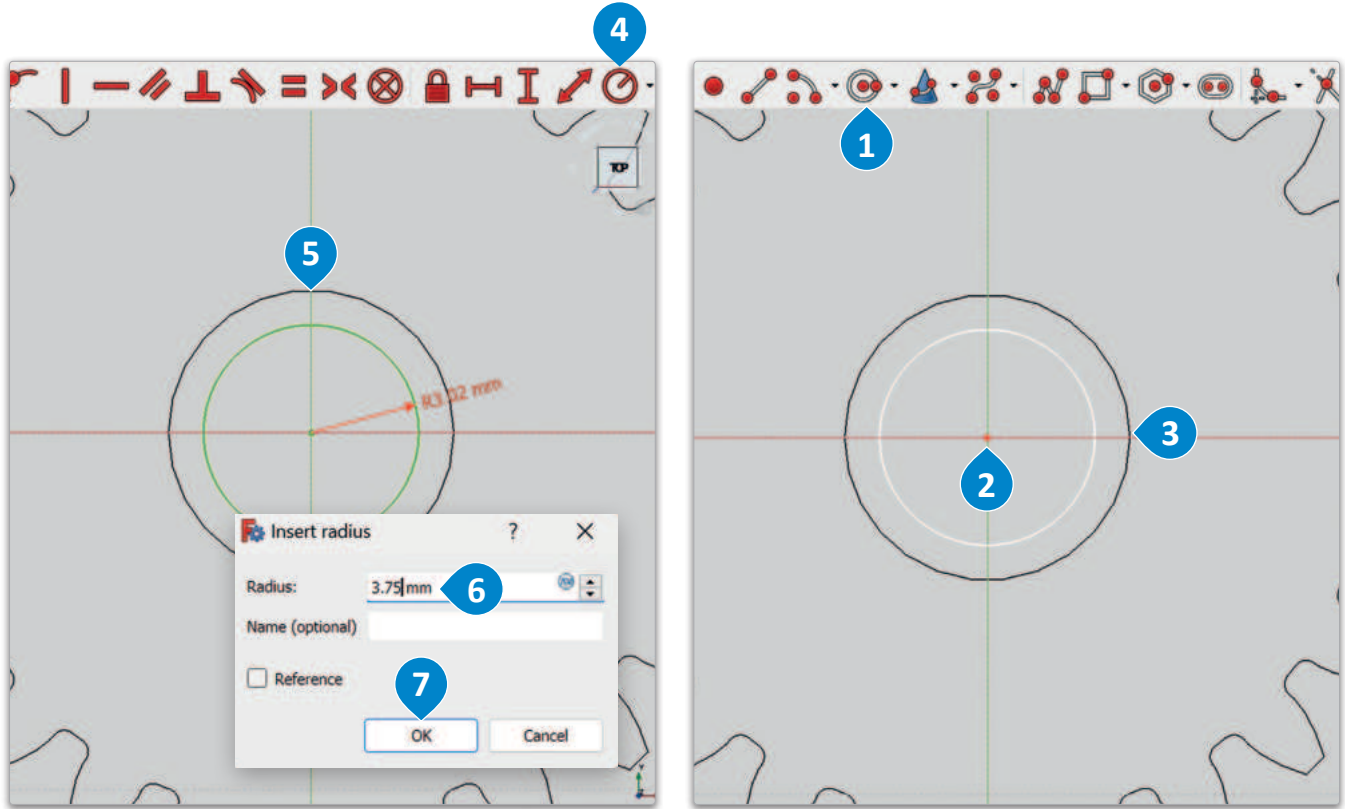 4
1
TOP
5
R3.02 mm
3
2
Insert radius ? X
Radius: 3.75 mm 6
Name (optional)
Reference
7
OK Cancel
Y